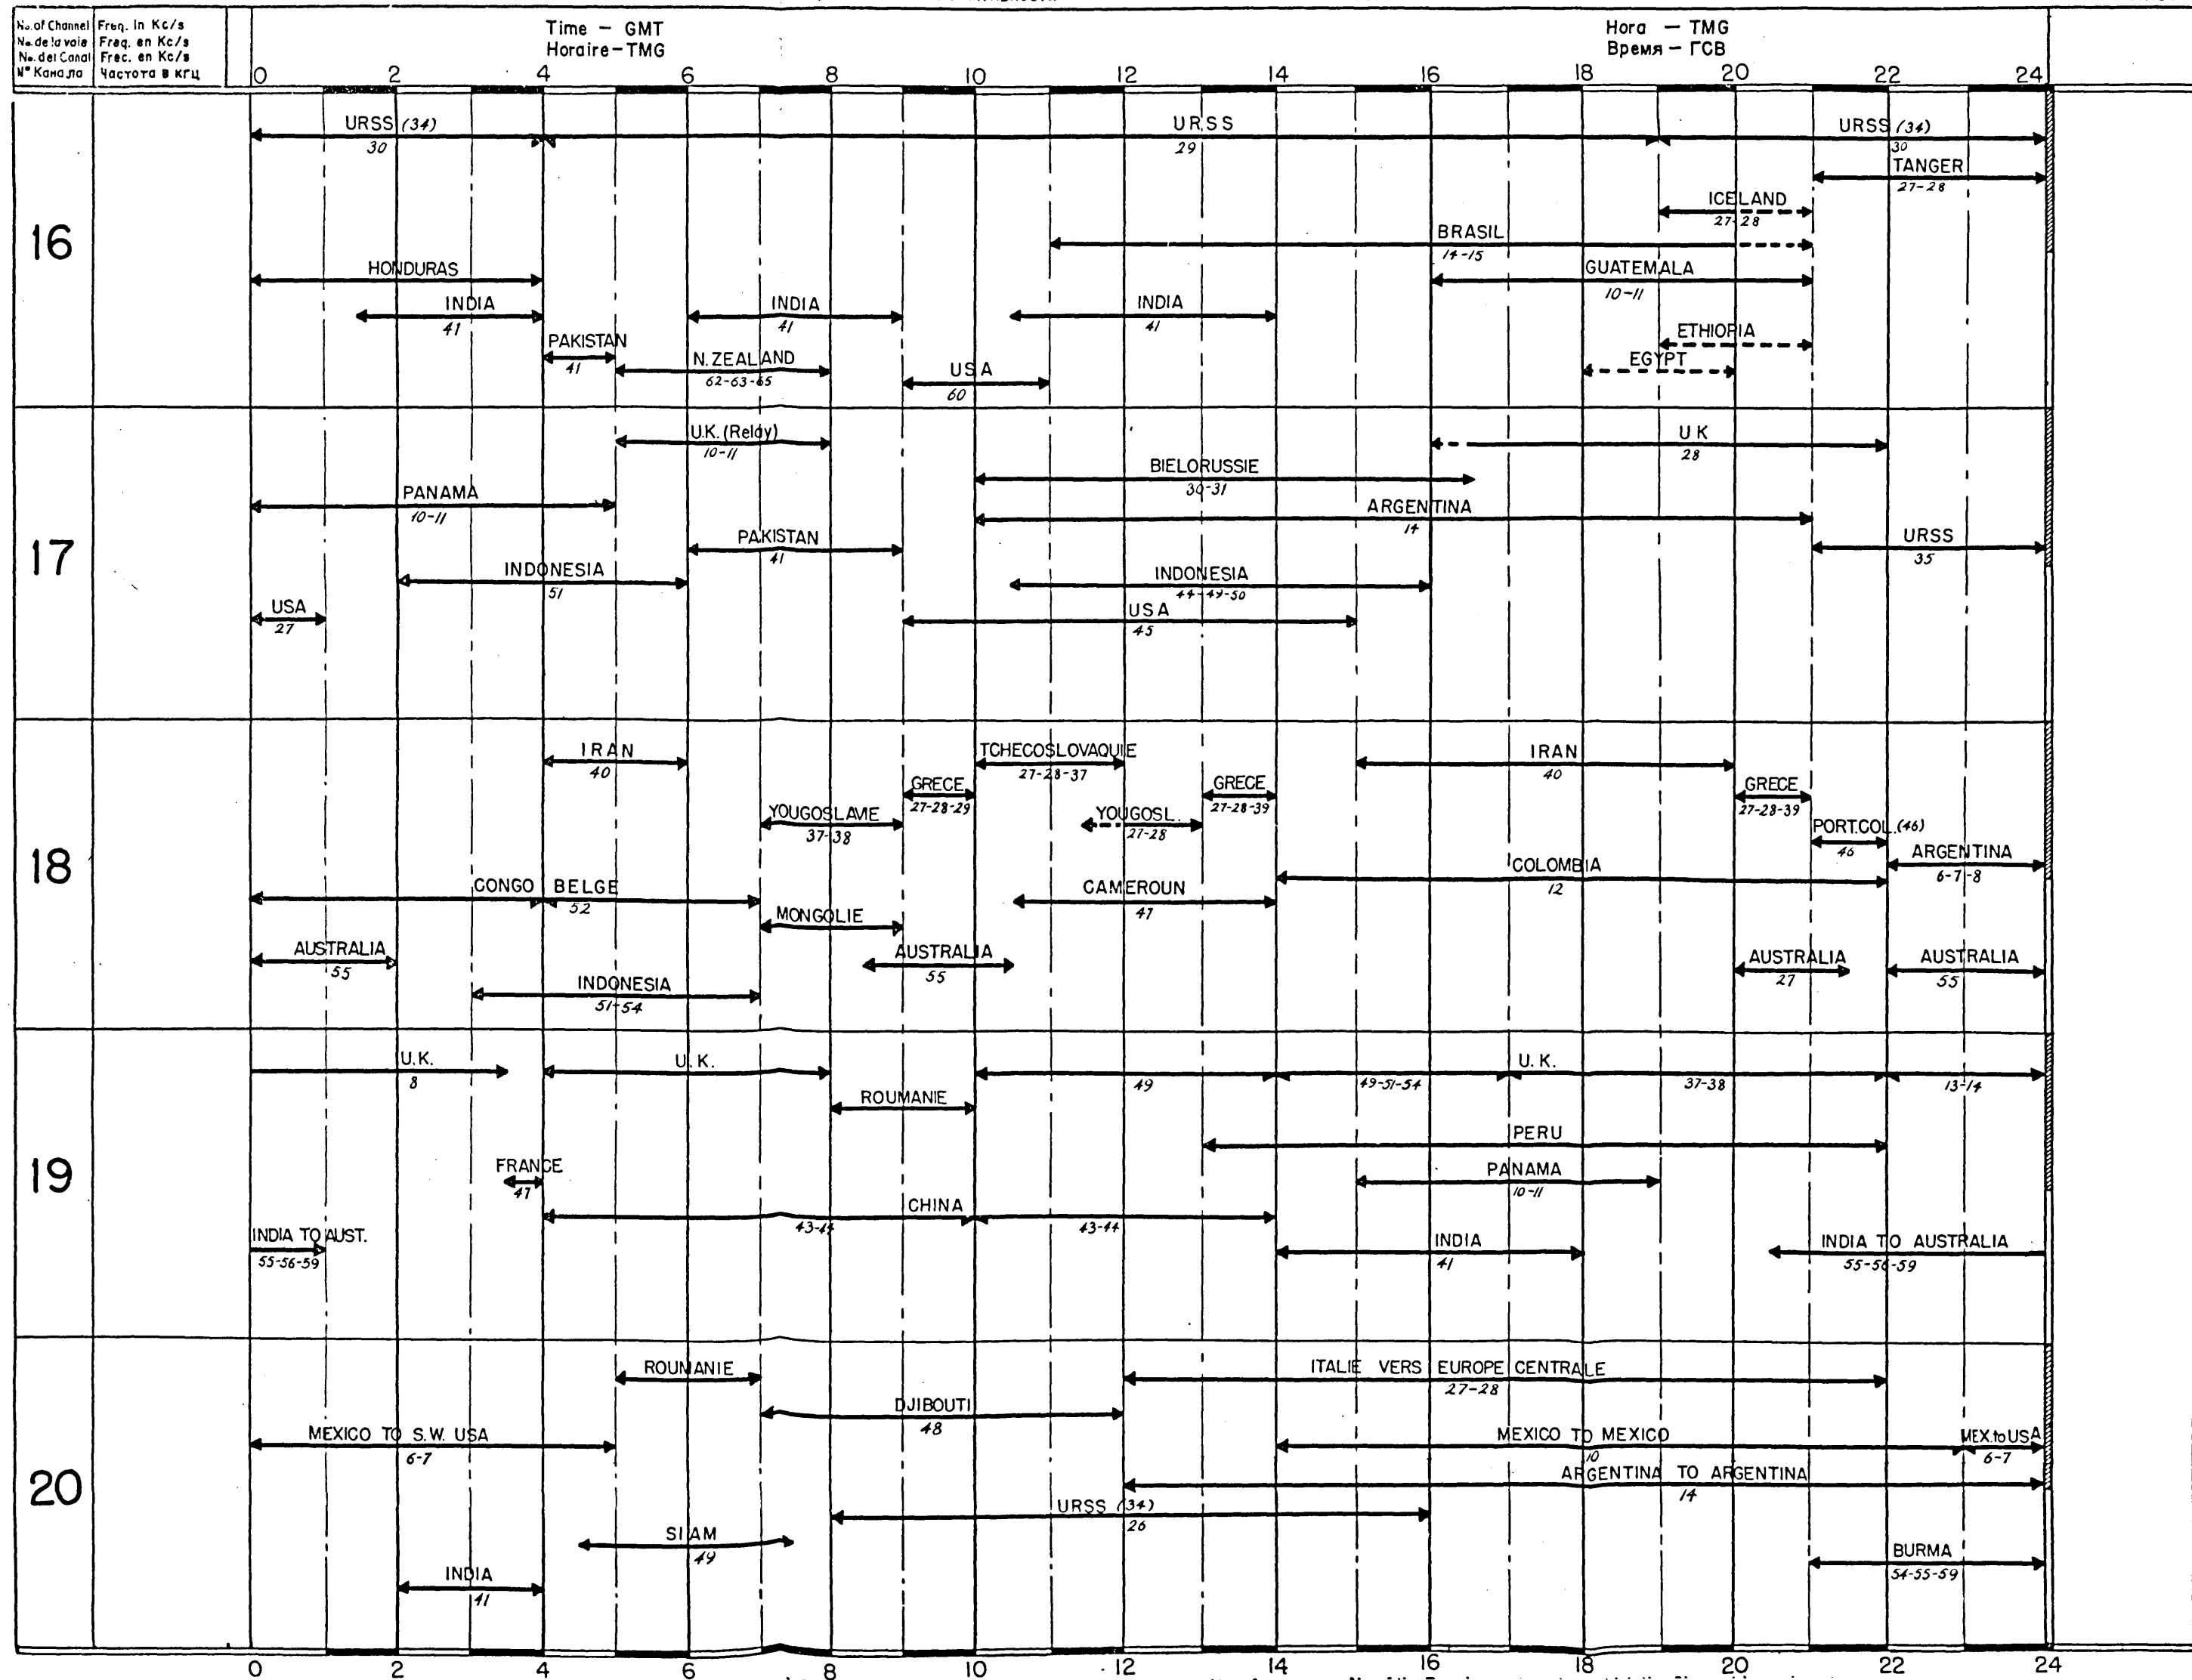 No. of Channel Freq. in Kc/s
No. de la voie Freq. en Kc/s
No. del Canal Frec. en Kc/s
N° Канала Частота в кгц
Time – GMT
Horaire – TMG
Hora – TMG
Время – ГСВ
0 2 4 6 8 10 12 14 16 18 20 22 24
16
URSS (34)
30
URSS
29
URSS (34)
30
TANGER
27-28
ICELAND
27-28
BRASIL
14-15
HONDURAS
GUATEMALA
10-11
INDIA
41
INDIA
41
INDIA
41
ETHIOPIA
PAKISTAN
41
N. ZEALAND
62-63-65
EGYPT
USA
60
17
U.K. (Relay)
10-11
U K
28
BIELORUSSIE
30-31
PANAMA
10-11
ARGENTINA
14
PAKISTAN
41
URSS
35
INDONESIA
51
INDONESIA
44-49-50
USA
27
USA
45
18
IRAN
40
TCHECOSLOVAQUIE
27-28-37
IRAN
40
GRECE
27-28-29
GRECE
27-28-39
GRECE
27-28-39
YOUGOSLAVIE
37-38
YOUGOSL.
27-28
PORT.COL. (46)
46
ARGENTINA
6-7-8
COLOMBIA
12
CONGO BELGE
52
CAMEROUN
47
MONGOLIE
AUSTRALIA
55
AUSTRALIA
55
AUSTRALIA
27
AUSTRALIA
55
INDONESIA
51-54
19
U.K.
8
U.K.
U.K.
49 49-51-54 37-38 13-14
ROUMANIE
PERU
FRANCE
47
PANAMA
10-11
CHINA
43-44 43-44
INDIA TO AUST.
55-56-59
INDIA
41
INDIA TO AUSTRALIA
55-56-59
20
ROUMANIE
ITALIE VERS EUROPE CENTRALE
27-28
DJIBOUTI
48
MEXICO TO S.W. USA
6-7
MEXICO TO MEXICO
10
MEX. to USA
6-7
ARGENTINA TO ARGENTINA
14
URSS (34)
26
SIAM
49
BURMA
54-55-59
INDIA
41
0 2 4 6 8 10 12 14 16 18 20 22 24